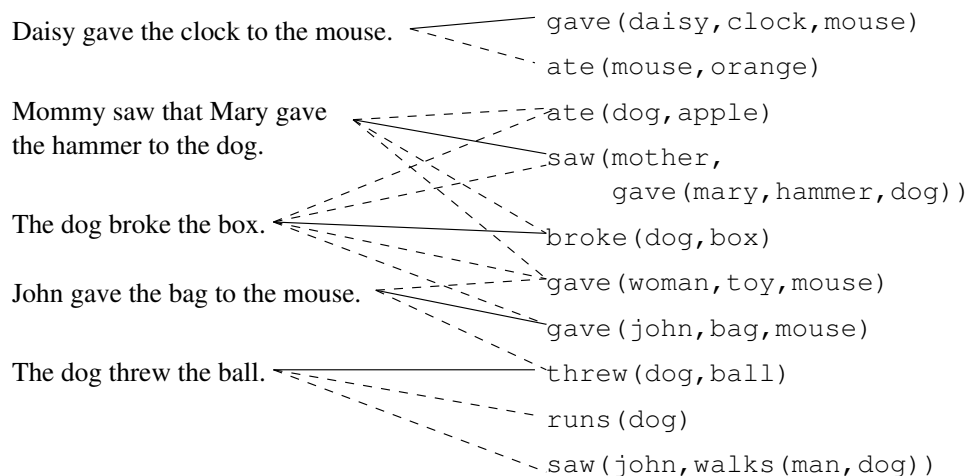 Daisy gave the clock to the mouse.
Mommy saw that Mary gave
the hammer to the dog.
The dog broke the box.
John gave the bag to the mouse.
The dog threw the ball.
gave(daisy,clock,mouse)
ate(mouse,orange)
ate(dog,apple)
saw(mother,
gave(mary,hammer,dog))
broke(dog,box)
gave(woman,toy,mouse)
gave(john,bag,mouse)
threw(dog,ball)
runs(dog)
saw(john,walks(man,dog))